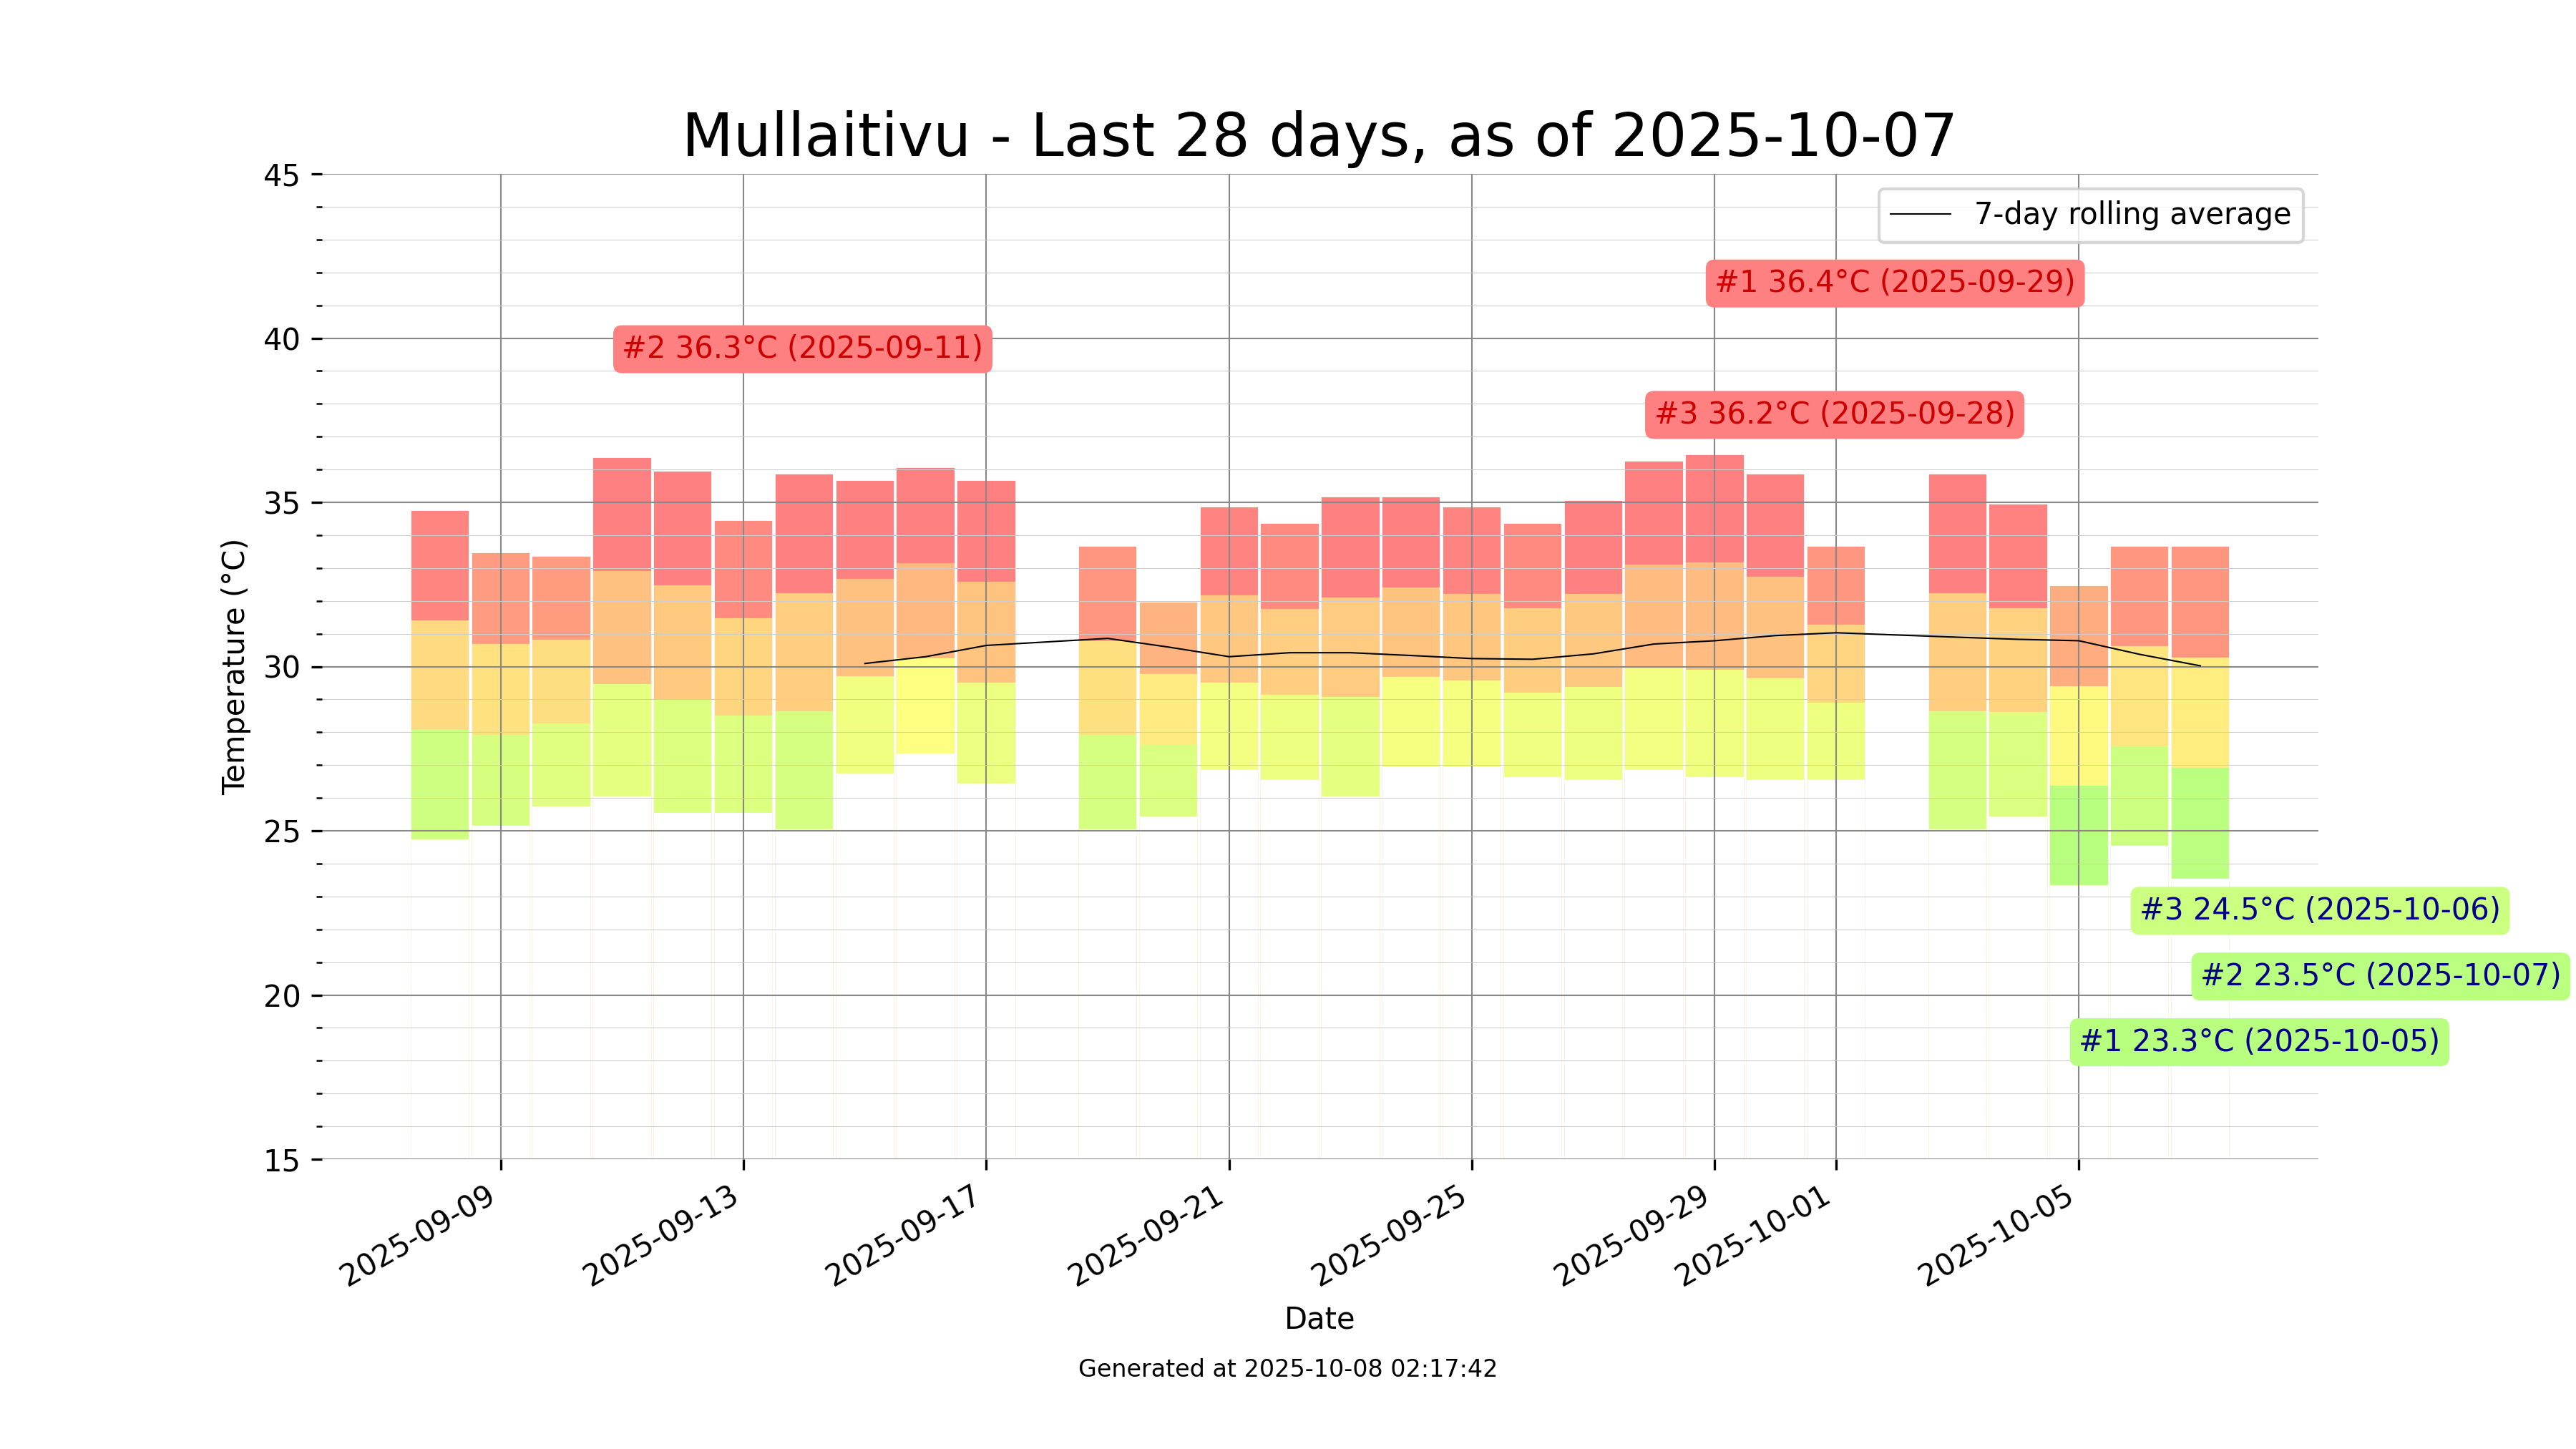 Mullaitivu - Last 28 days, as of 2025-10-07
45
40
35
30
25
20
15
Temperature (°C)
7-day rolling average
#1 36.4°C (2025-09-29)
#2 36.3°C (2025-09-11)
#3 36.2°C (2025-09-28)
#3 24.5°C (2025-10-06)
#2 23.5°C (2025-10-07)
#1 23.3°C (2025-10-05)
2025-09-09
2025-09-13
2025-09-17
2025-09-21
2025-09-25
2025-09-29
2025-10-01
2025-10-05
Date
Generated at 2025-10-08 02:17:42